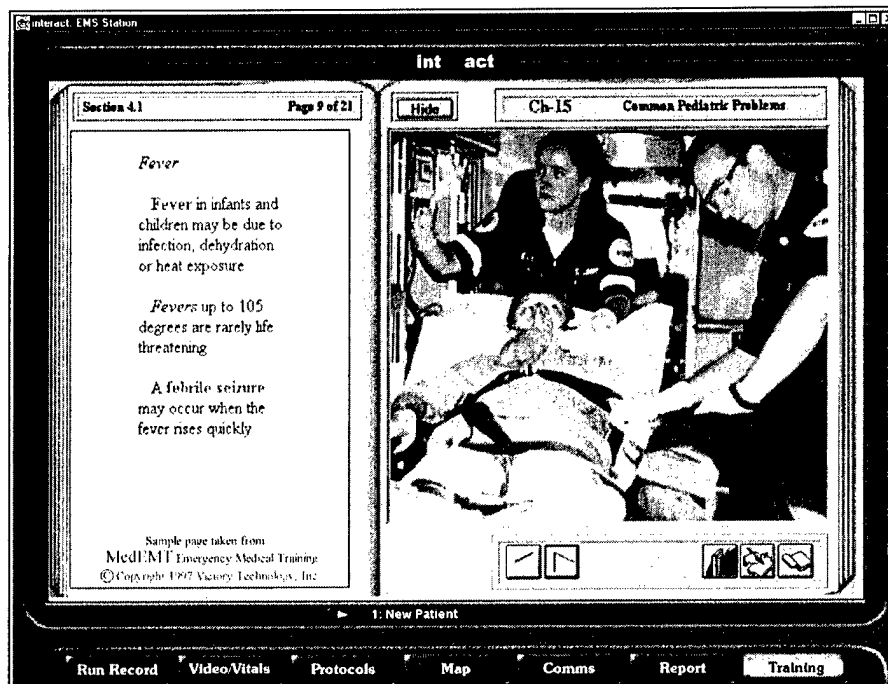 interact. EMS Station
int act
Section 4.1 Page 9 of 21
Hide
Ch-15 Common Pediatric Problems
Fever
Fever in infants and
children may be due to
infection, dehydration
or heat exposure
Fevers up to 105
degrees are rarely life
threatening
A febrile seizure
may occur when the
fever rises quickly
Sample page taken from
MedEMT Emergency Medical Training
© Copyright 1997 Victory Technology, Inc
1: New Patient
Run Record Video/Vitals Protocols Map Comms Report Training